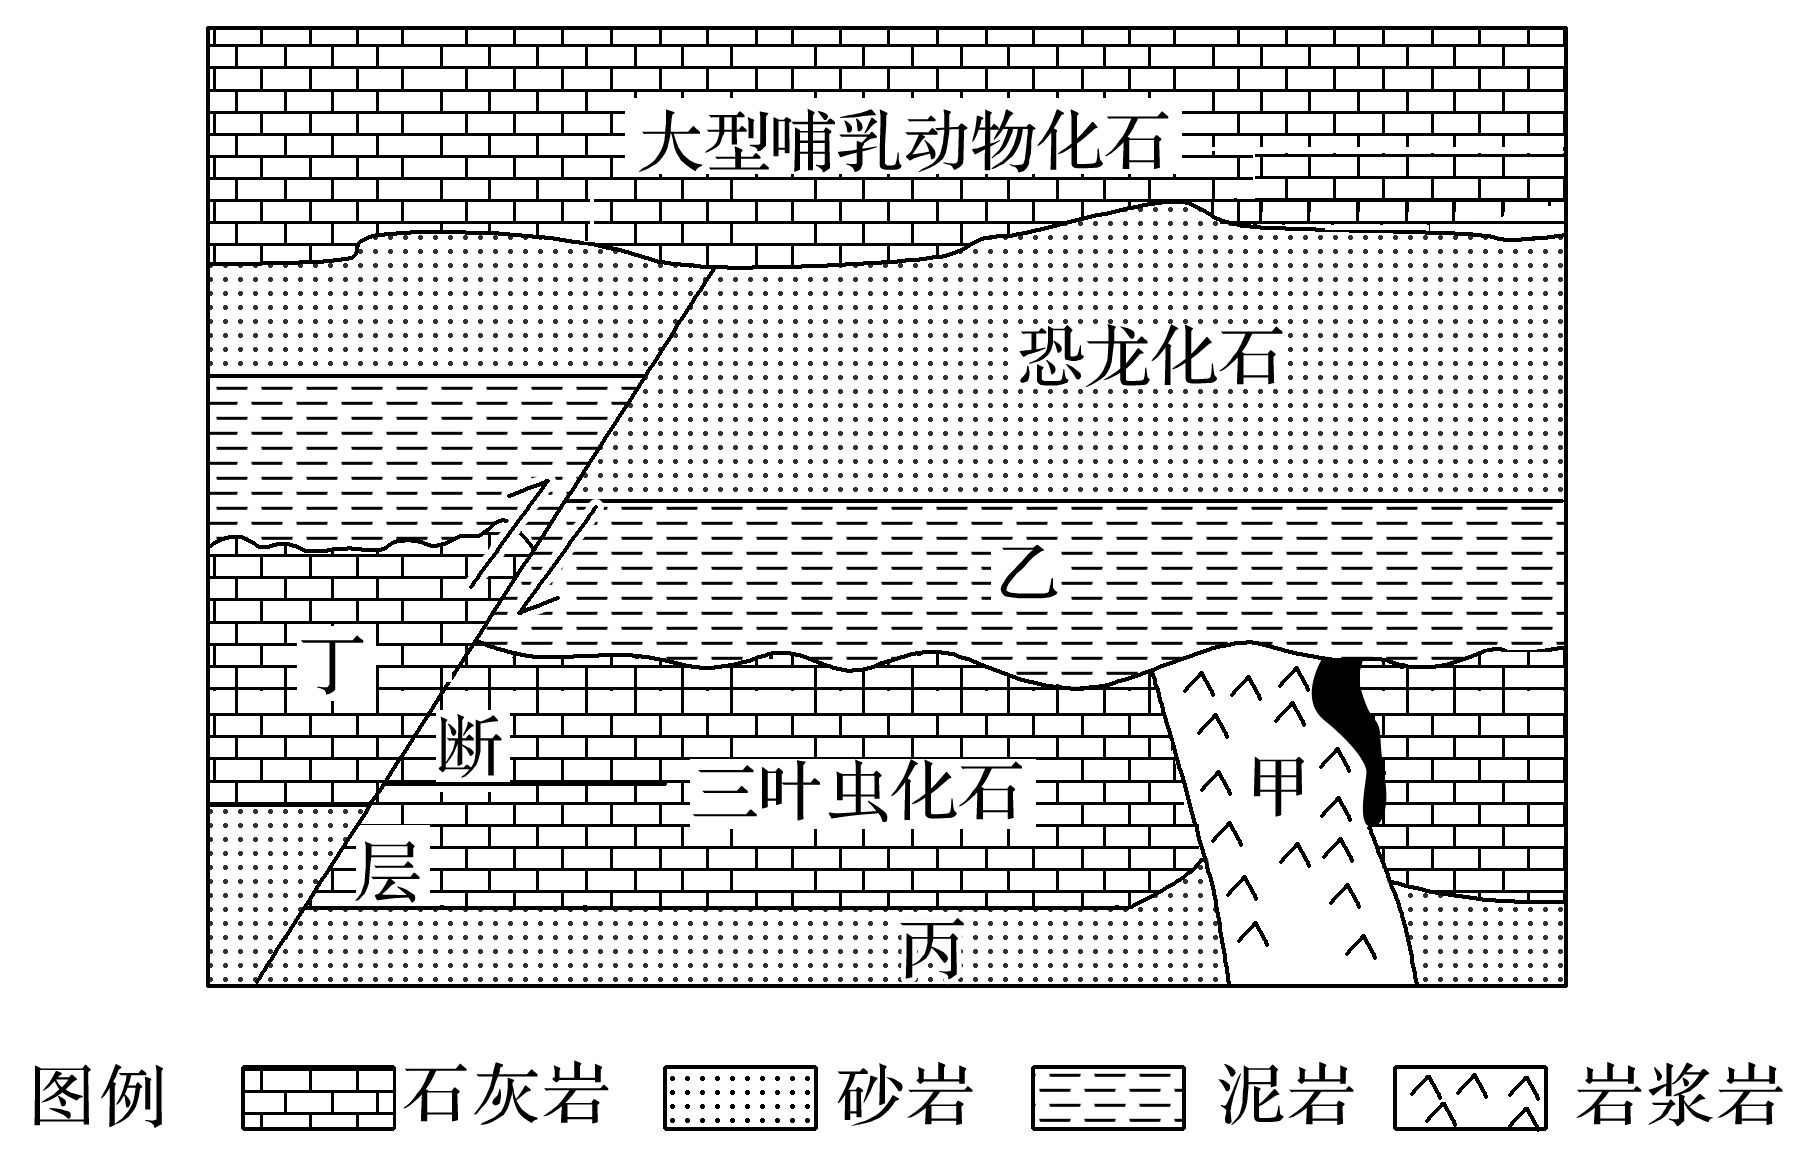 大型哺乳动物化石
恐龙化石
乙
丁
断
三叶虫化石
甲
层
丙
图例 石灰岩 砂岩 泥岩 岩浆岩